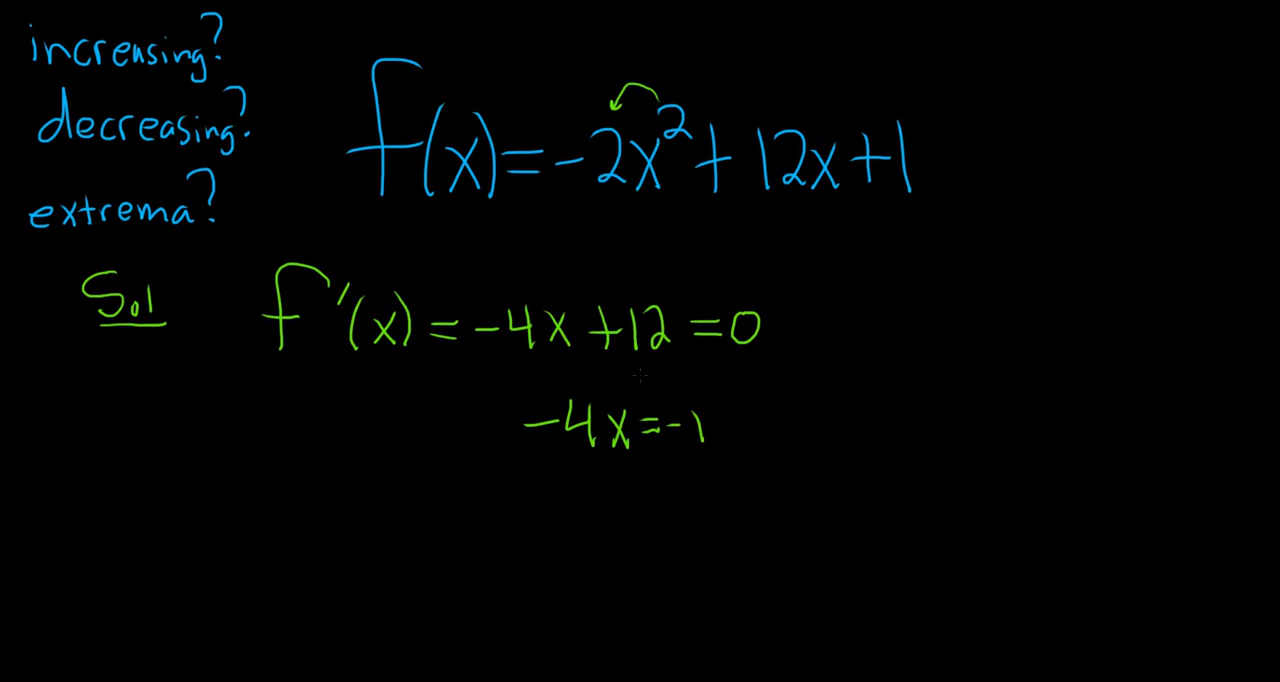 increasing?
decreasing?
extrema?
f(x)=-2x²+12x+1
Sol
f'(x)=-4x+12=0
-4x=-1